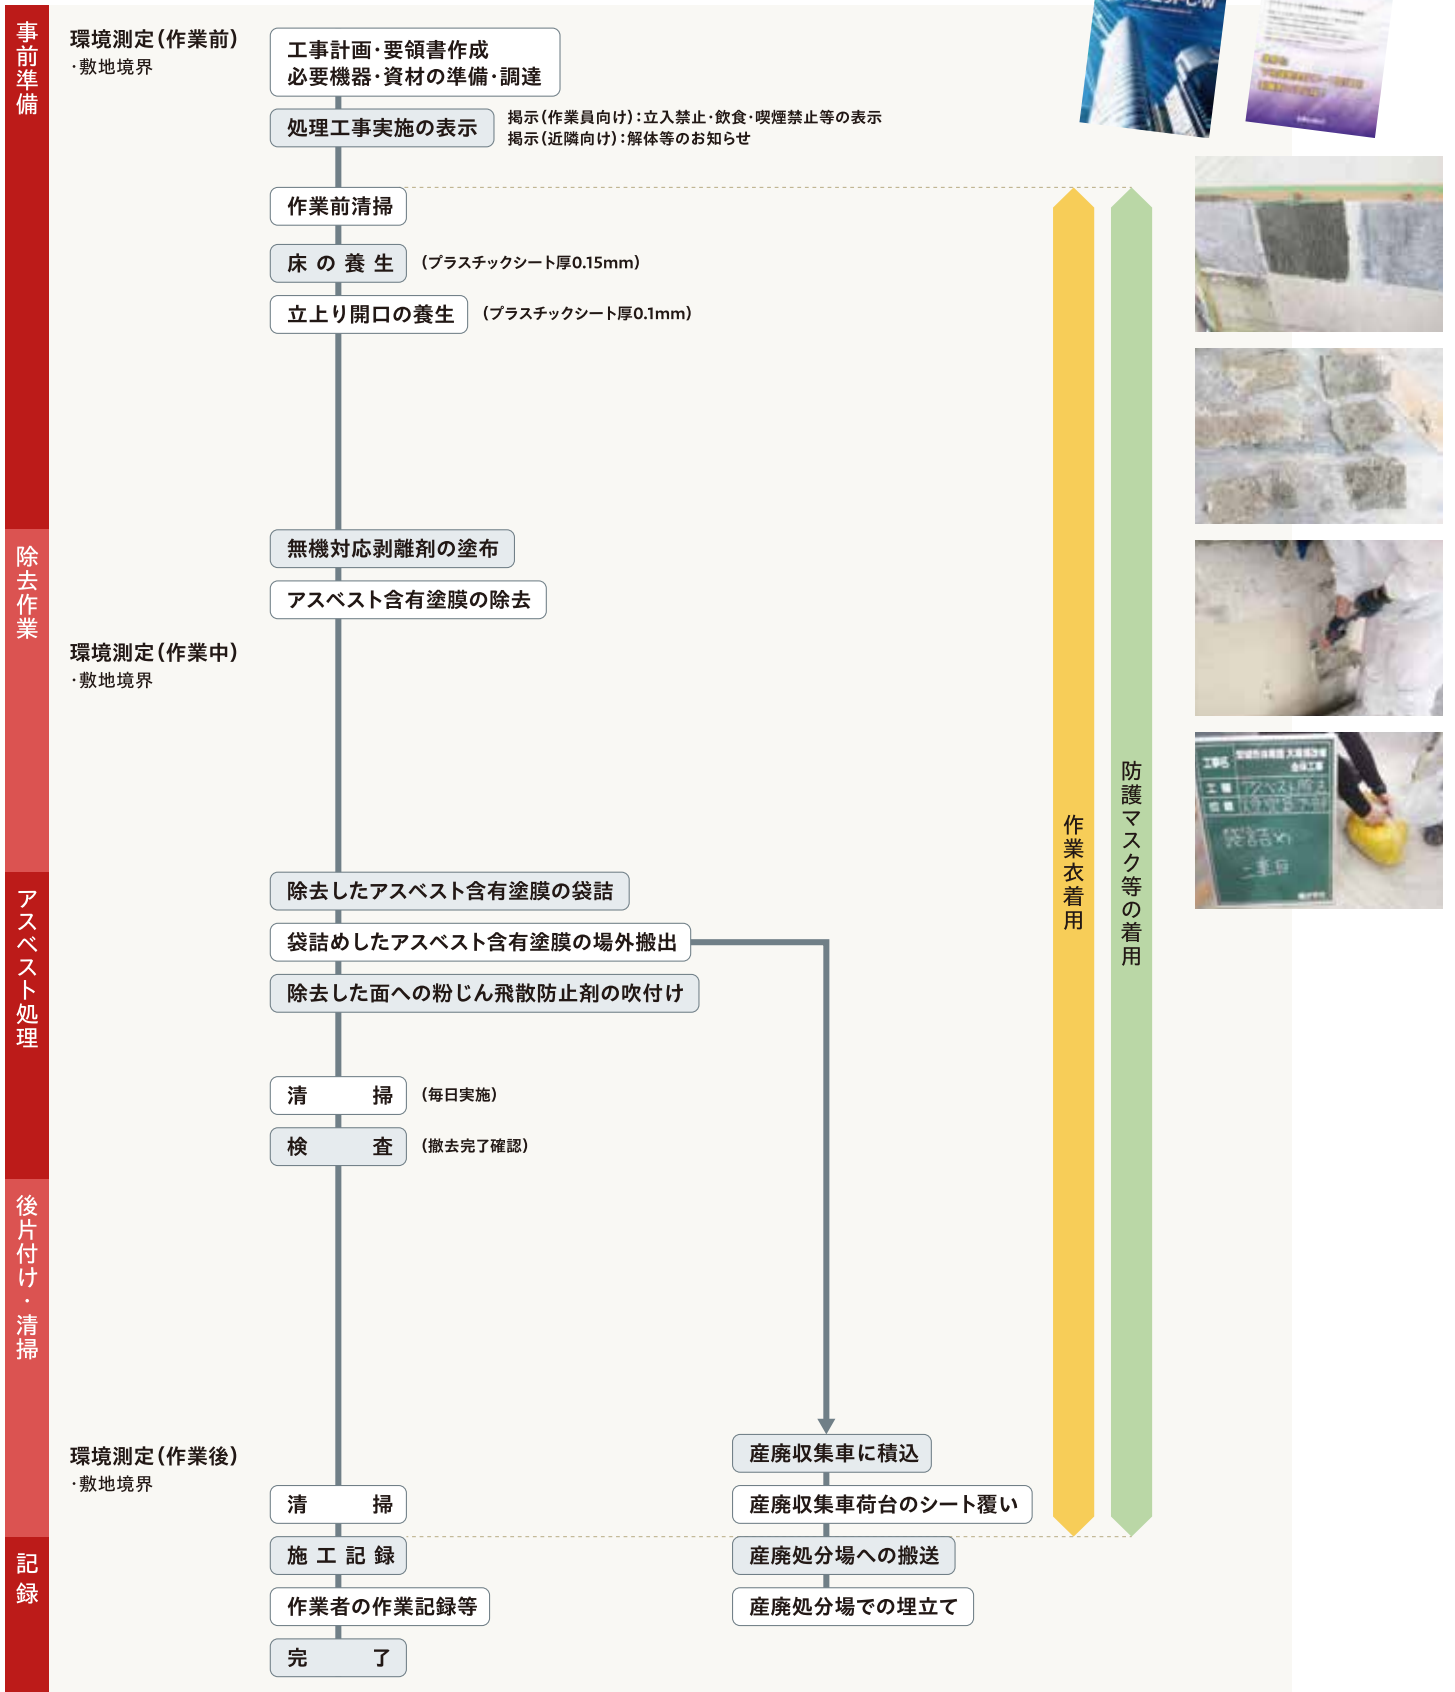 事前準備
環境測定（作業前）
・敷地境界
工事計画・要領書作成
必要機器・資材の準備・調達
処理工事実施の表示
掲示（作業員向け）：立入禁止・飲食・喫煙禁止等の表示
掲示（近隣向け）：解体等のお知らせ
作業前清掃
床の養生
（プラスチックシート厚0.15mm）
立上り開口の養生
（プラスチックシート厚0.1mm）
除去作業
無機対応剥離剤の塗布
アスベスト含有塗膜の除去
環境測定（作業中）
・敷地境界
作業衣着用
防護マスク等の着用
工事名
工種
アスベスト除去
袋詰め
二重目
アスベスト処理
除去したアスベスト含有塗膜の袋詰
袋詰めしたアスベスト含有塗膜の場外搬出
除去した面への粉じん飛散防止剤の吹付け
清掃
（毎日実施）
検査
（撤去完了確認）
後片付け・清掃
環境測定（作業後）
・敷地境界
清掃
産廃収集車に積込
産廃収集車荷台のシート覆い
記録
施工記録
作業者の作業記録等
完了
産廃処分場への搬送
産廃処分場での埋立て